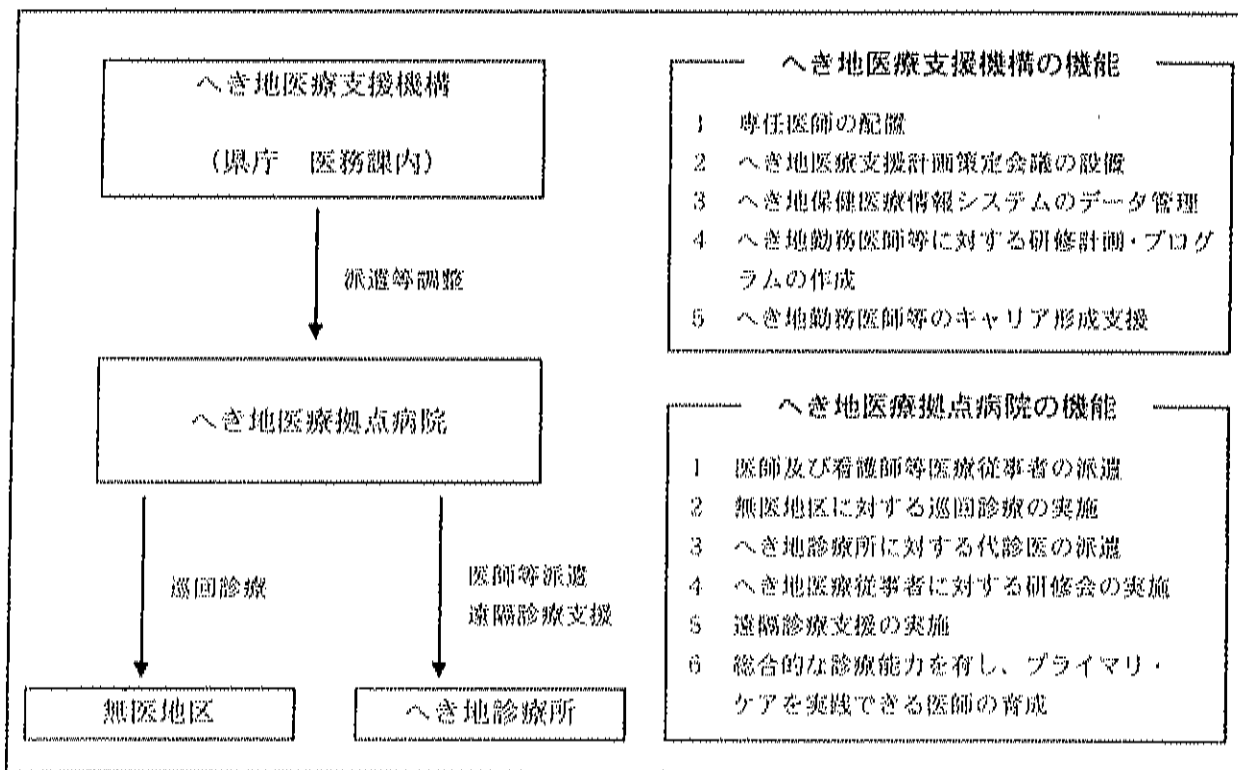 へき地医療支援機構
(県庁 医務課内)
派遣等調整
へき地医療拠点病院
巡回診療
医師等派遣
遠隔診療支援
無医地区
へき地診療所
へき地医療支援機構の機能
1 専任医師の配置
2 へき地医療支援計画策定会議の設置
3 へき地保健医療情報システムのデータ管理
4 へき地勤務医師等に対する研修計画・プログ
ラムの作成
5 へき地勤務医師等のキャリア形成支援
へき地医療拠点病院の機能
1 医師及び看護師等医療従事者の派遣
2 無医地区に対する巡回診療の実施
3 へき地診療所に対する代診医の派遣
4 へき地医療従事者に対する研修会の実施
5 遠隔診療支援の実施
6 総合的な診療能力を有し、プライマリ・
ケアを実践できる医師の育成